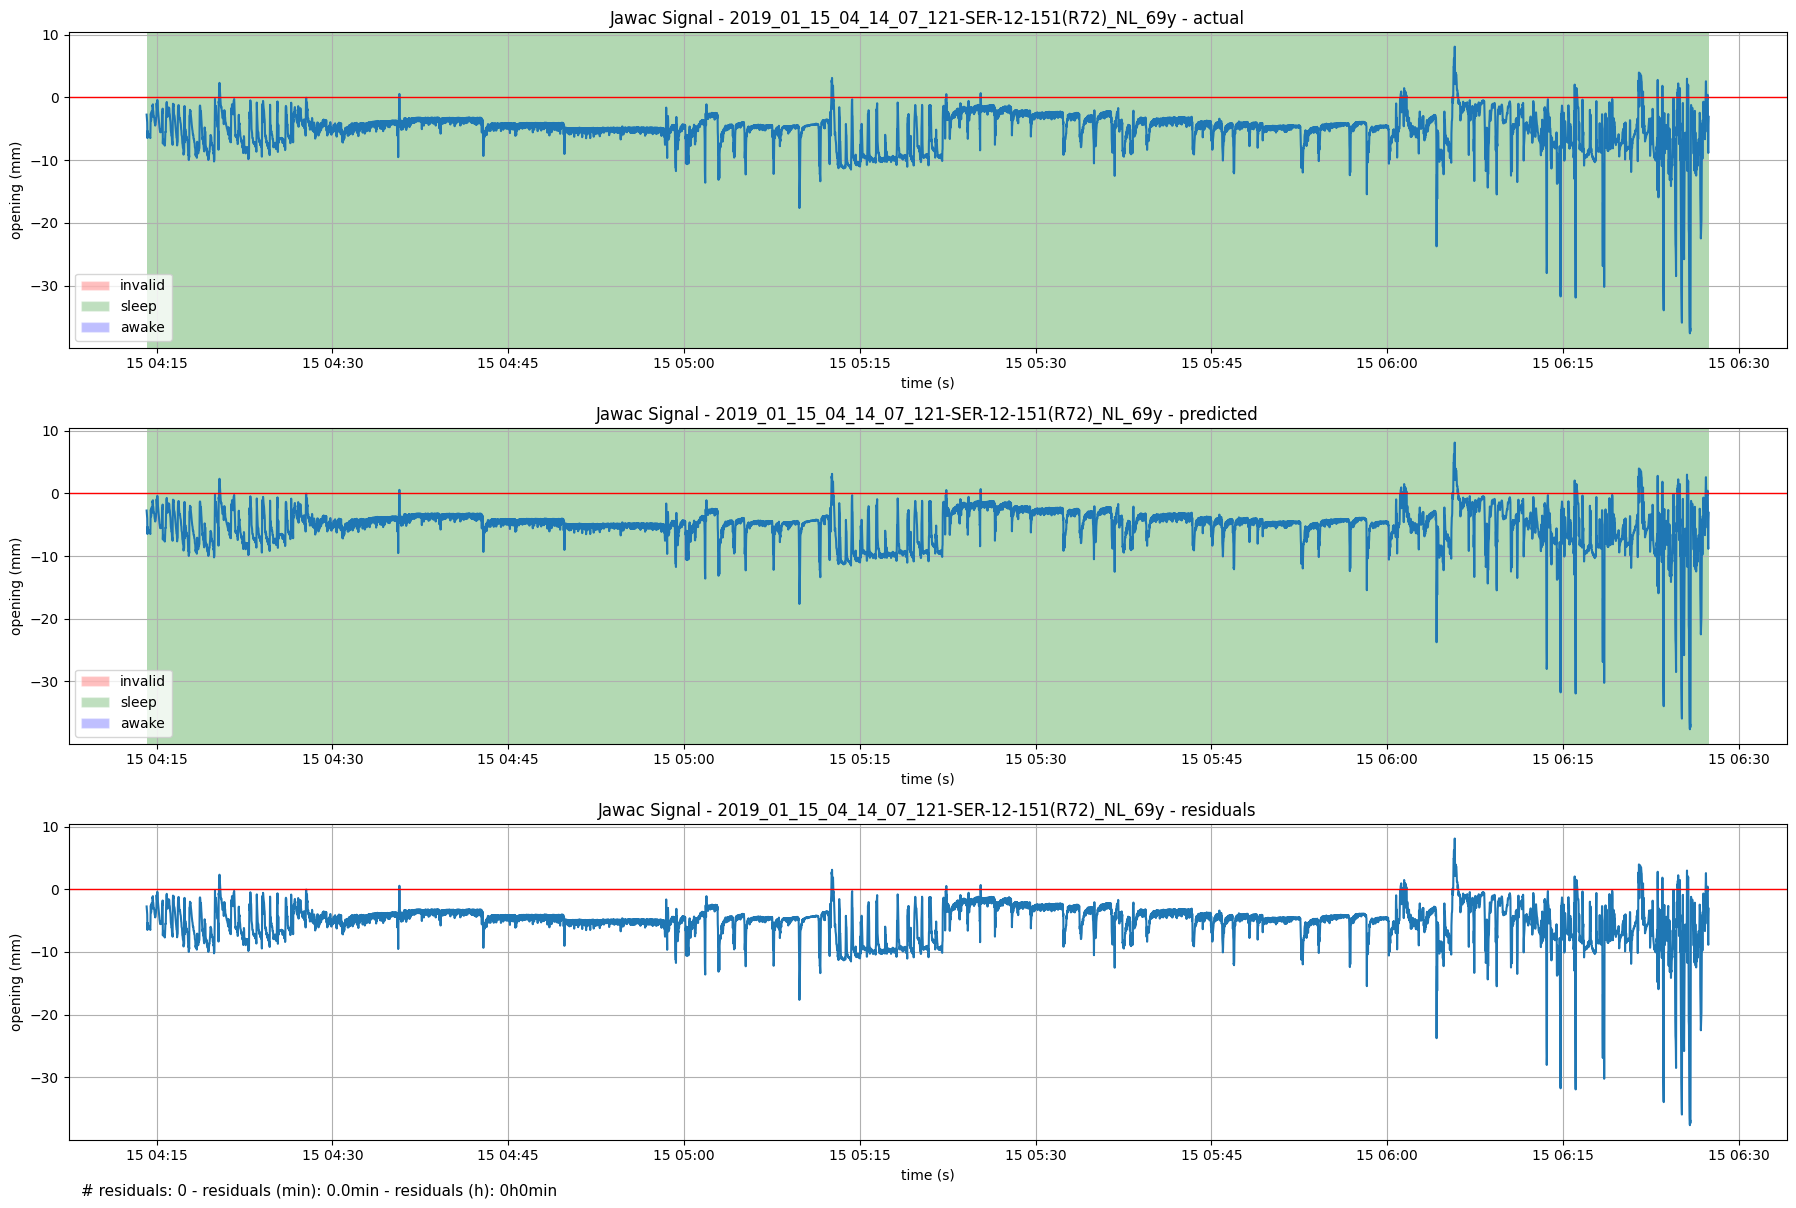 Jawac Signal - 2019_01_15_04_14_07_121-SER-12-151(R72)_NL_69y - actual
10
0
−10
−20
−30
opening (mm)
invalid
sleep
awake
15 04:15 15 04:30 15 04:45 15 05:00 15 05:15 15 05:30 15 05:45 15 06:00 15 06:15 15 06:30
time (s)
Jawac Signal - 2019_01_15_04_14_07_121-SER-12-151(R72)_NL_69y - predicted
10
0
−10
−20
−30
opening (mm)
invalid
sleep
awake
15 04:15 15 04:30 15 04:45 15 05:00 15 05:15 15 05:30 15 05:45 15 06:00 15 06:15 15 06:30
time (s)
Jawac Signal - 2019_01_15_04_14_07_121-SER-12-151(R72)_NL_69y - residuals
10
0
−10
−20
−30
opening (mm)
15 04:15 15 04:30 15 04:45 15 05:00 15 05:15 15 05:30 15 05:45 15 06:00 15 06:15 15 06:30
time (s)
# residuals: 0 - residuals (min): 0.0min - residuals (h): 0h0min